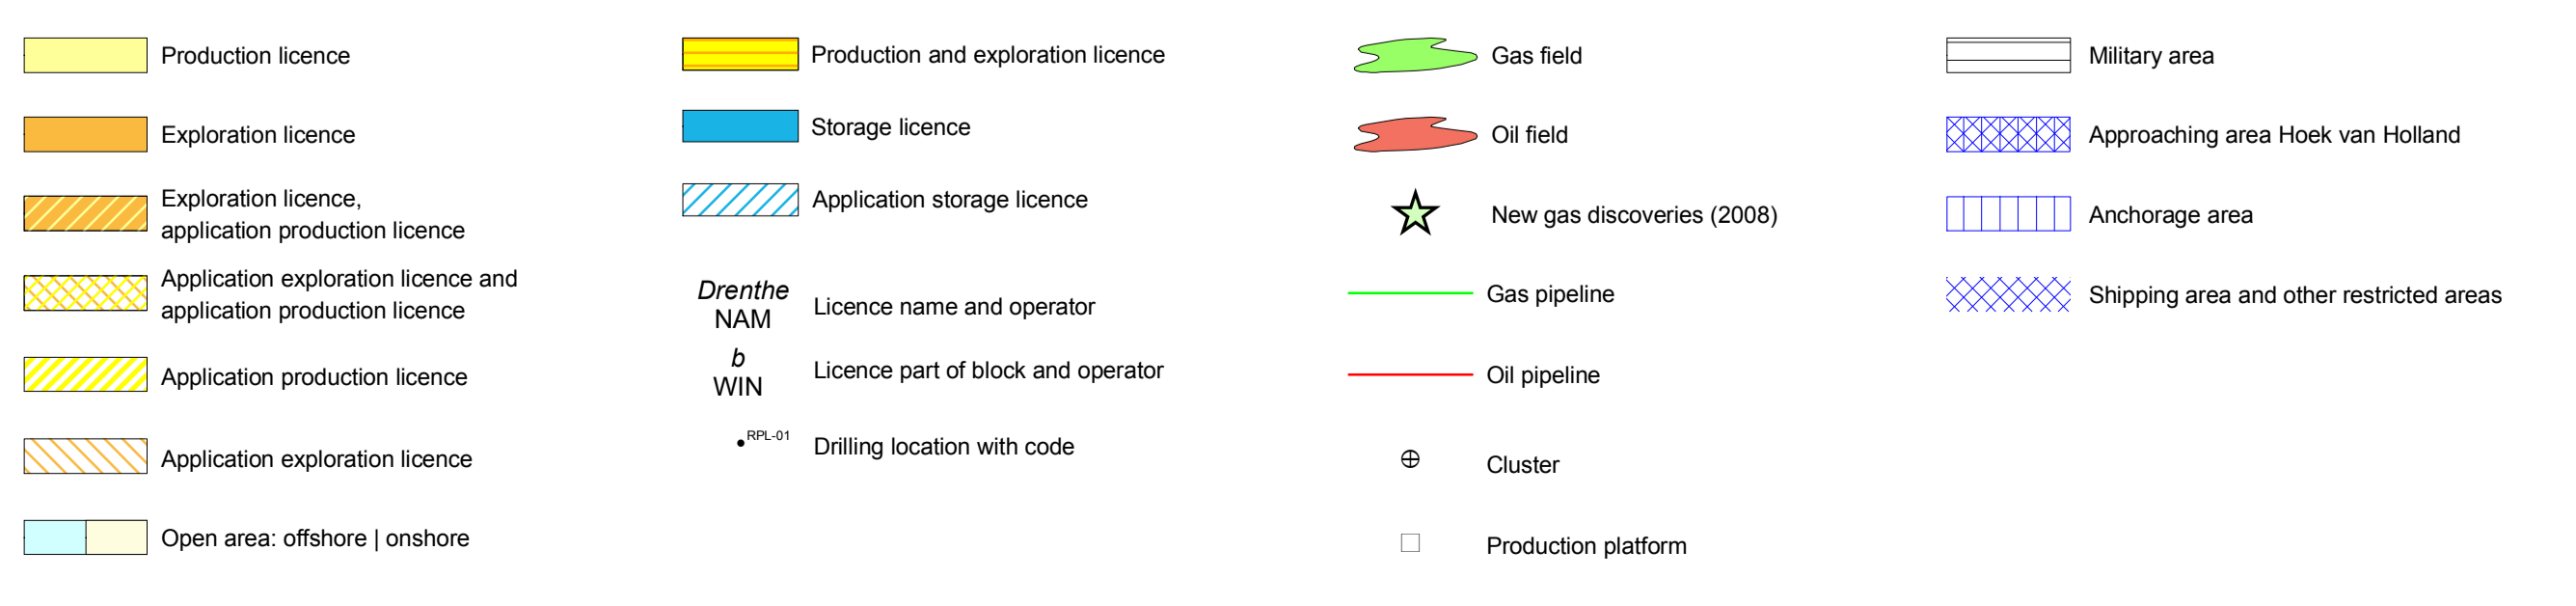 Production licence
Exploration licence
Exploration licence,
application production licence
Application exploration licence and
application production licence
Application production licence
Application exploration licence
Open area: offshore | onshore
Production and exploration licence
Storage licence
Application storage licence
Drenthe
NAM
Licence name and operator
b
WIN
Licence part of block and operator
RPL-01
Drilling location with code
Gas field
Oil field
New gas discoveries (2008)
Gas pipeline
Oil pipeline
Cluster
Production platform
Military area
Approaching area Hoek van Holland
Anchorage area
Shipping area and other restricted areas